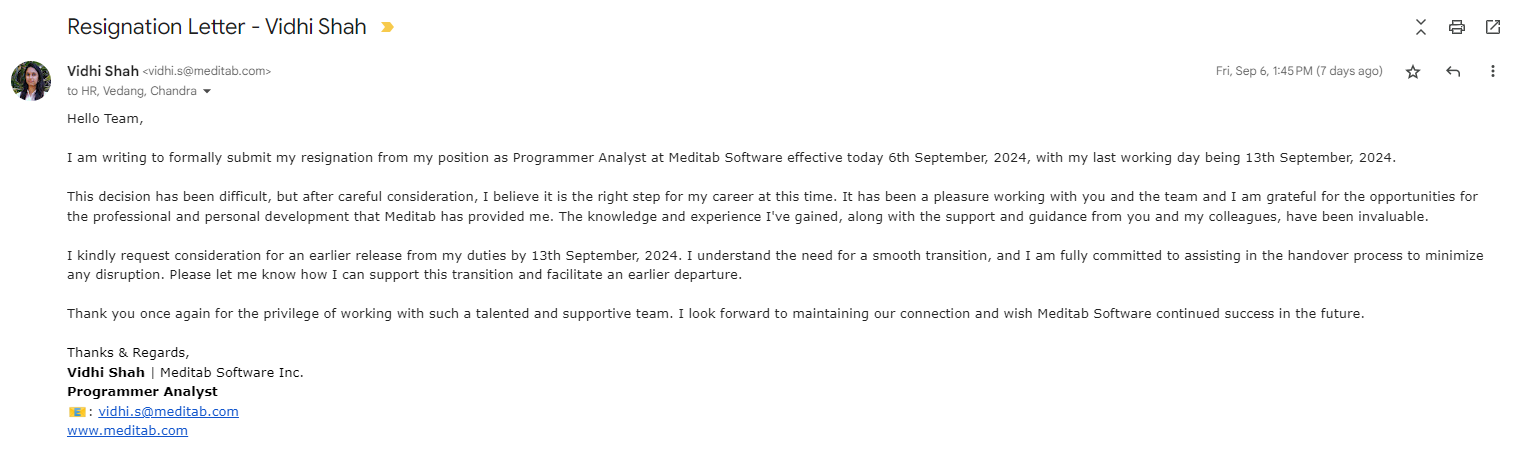 Resignation Letter - Vidhi Shah
Vidhi Shah <vidhi.s@meditab.com>
Fri, Sep 6, 1:45 PM (7 days ago)
to HR, Vedang, Chandra
Hello Team,
I am writing to formally submit my resignation from my position as Programmer Analyst at Meditab Software effective today 6th September, 2024, with my last working day being 13th September, 2024.
This decision has been difficult, but after careful consideration, I believe it is the right step for my career at this time. It has been a pleasure working with you and the team and I am grateful for the opportunities for
the professional and personal development that Meditab has provided me. The knowledge and experience I've gained, along with the support and guidance from you and my colleagues, have been invaluable.
I kindly request consideration for an earlier release from my duties by 13th September, 2024. I understand the need for a smooth transition, and I am fully committed to assisting in the handover process to minimize
any disruption. Please let me know how I can support this transition and facilitate an earlier departure.
Thank you once again for the privilege of working with such a talented and supportive team. I look forward to maintaining our connection and wish Meditab Software continued success in the future.
Thanks & Regards,
Vidhi Shah | Meditab Software Inc.
Programmer Analyst
📧: vidhi.s@meditab.com
www.meditab.com